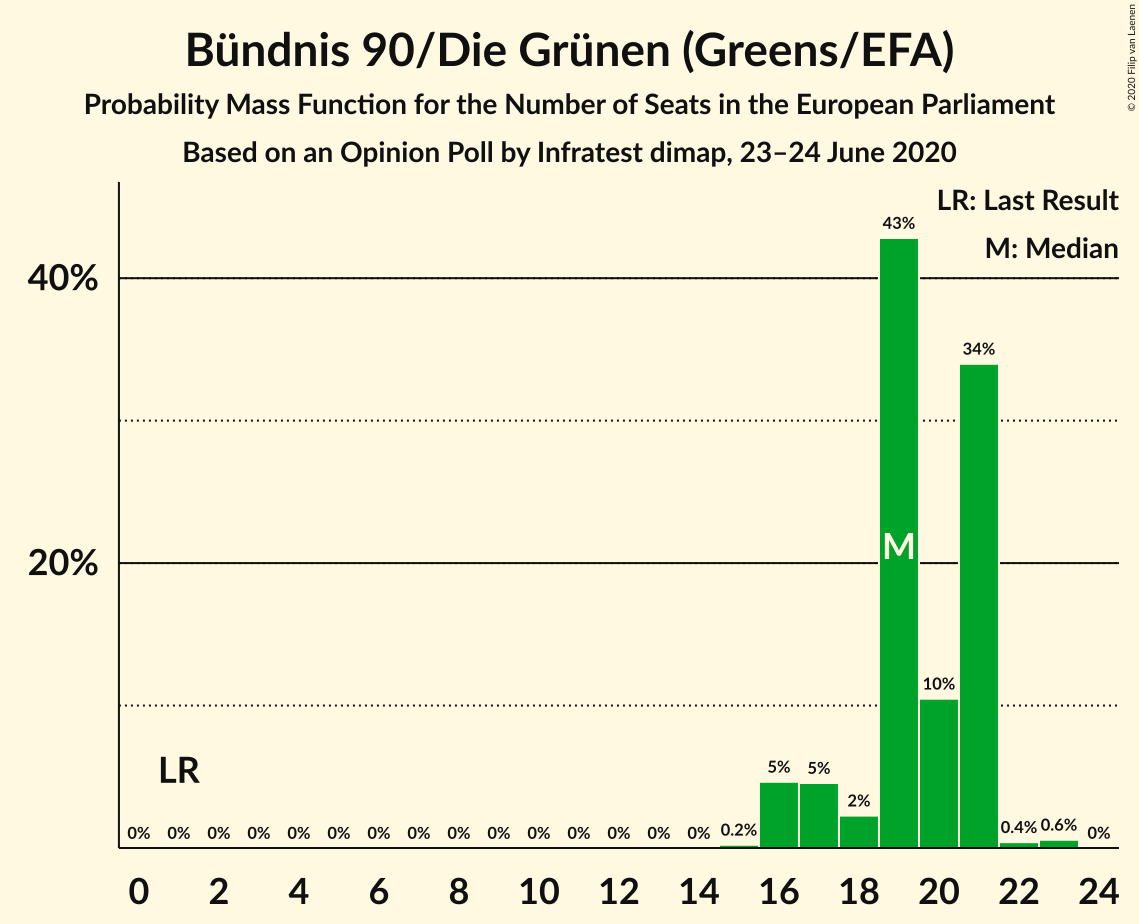 Bündnis 90/Die Grünen (Greens/EFA)
Probability Mass Function for the Number of Seats in the European Parliament
Based on an Opinion Poll by Infratest dimap, 23–24 June 2020
© 2020 Filip van Laenen
LR: Last Result
M: Median
43%
40%
34%
M
20%
10%
LR
5% 5%
2%
0% 0% 0% 0% 0% 0% 0% 0% 0% 0% 0% 0% 0% 0% 0% 0.2% 0.4% 0.6% 0%
0 2 4 6 8 10 12 14 16 18 20 22 24